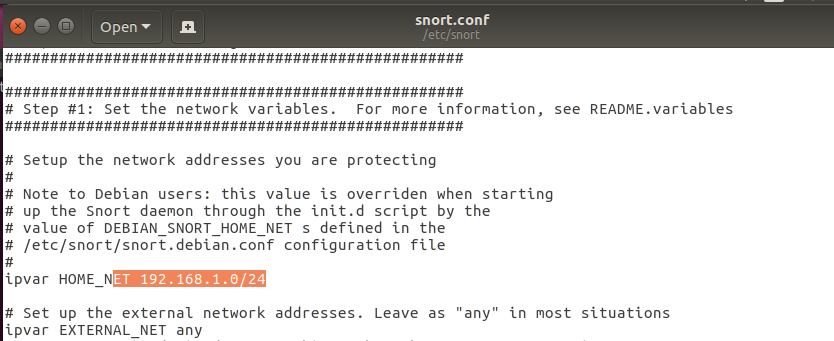 Open
snort.conf
/etc/snort
###################################################

###################################################
# Step #1: Set the network variables.  For more information, see README.variables
###################################################

# Setup the network addresses you are protecting
#
# Note to Debian users: this value is overriden when starting
# up the Snort daemon through the init.d script by the
# value of DEBIAN_SNORT_HOME_NET s defined in the
# /etc/snort/snort.debian.conf configuration file
#
ipvar HOME_NET 192.168.1.0/24

# Set up the external network addresses. Leave as "any" in most situations
ipvar EXTERNAL_NET any